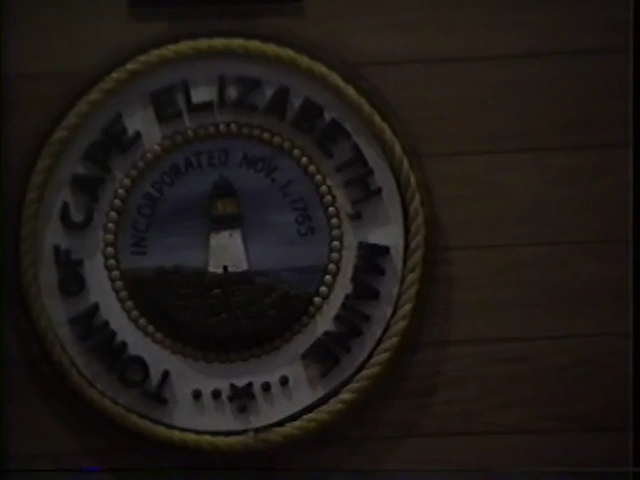 TOWN OF CAPE ELIZABETH, MAINE
INCORPORATED NOV. 1, 1765